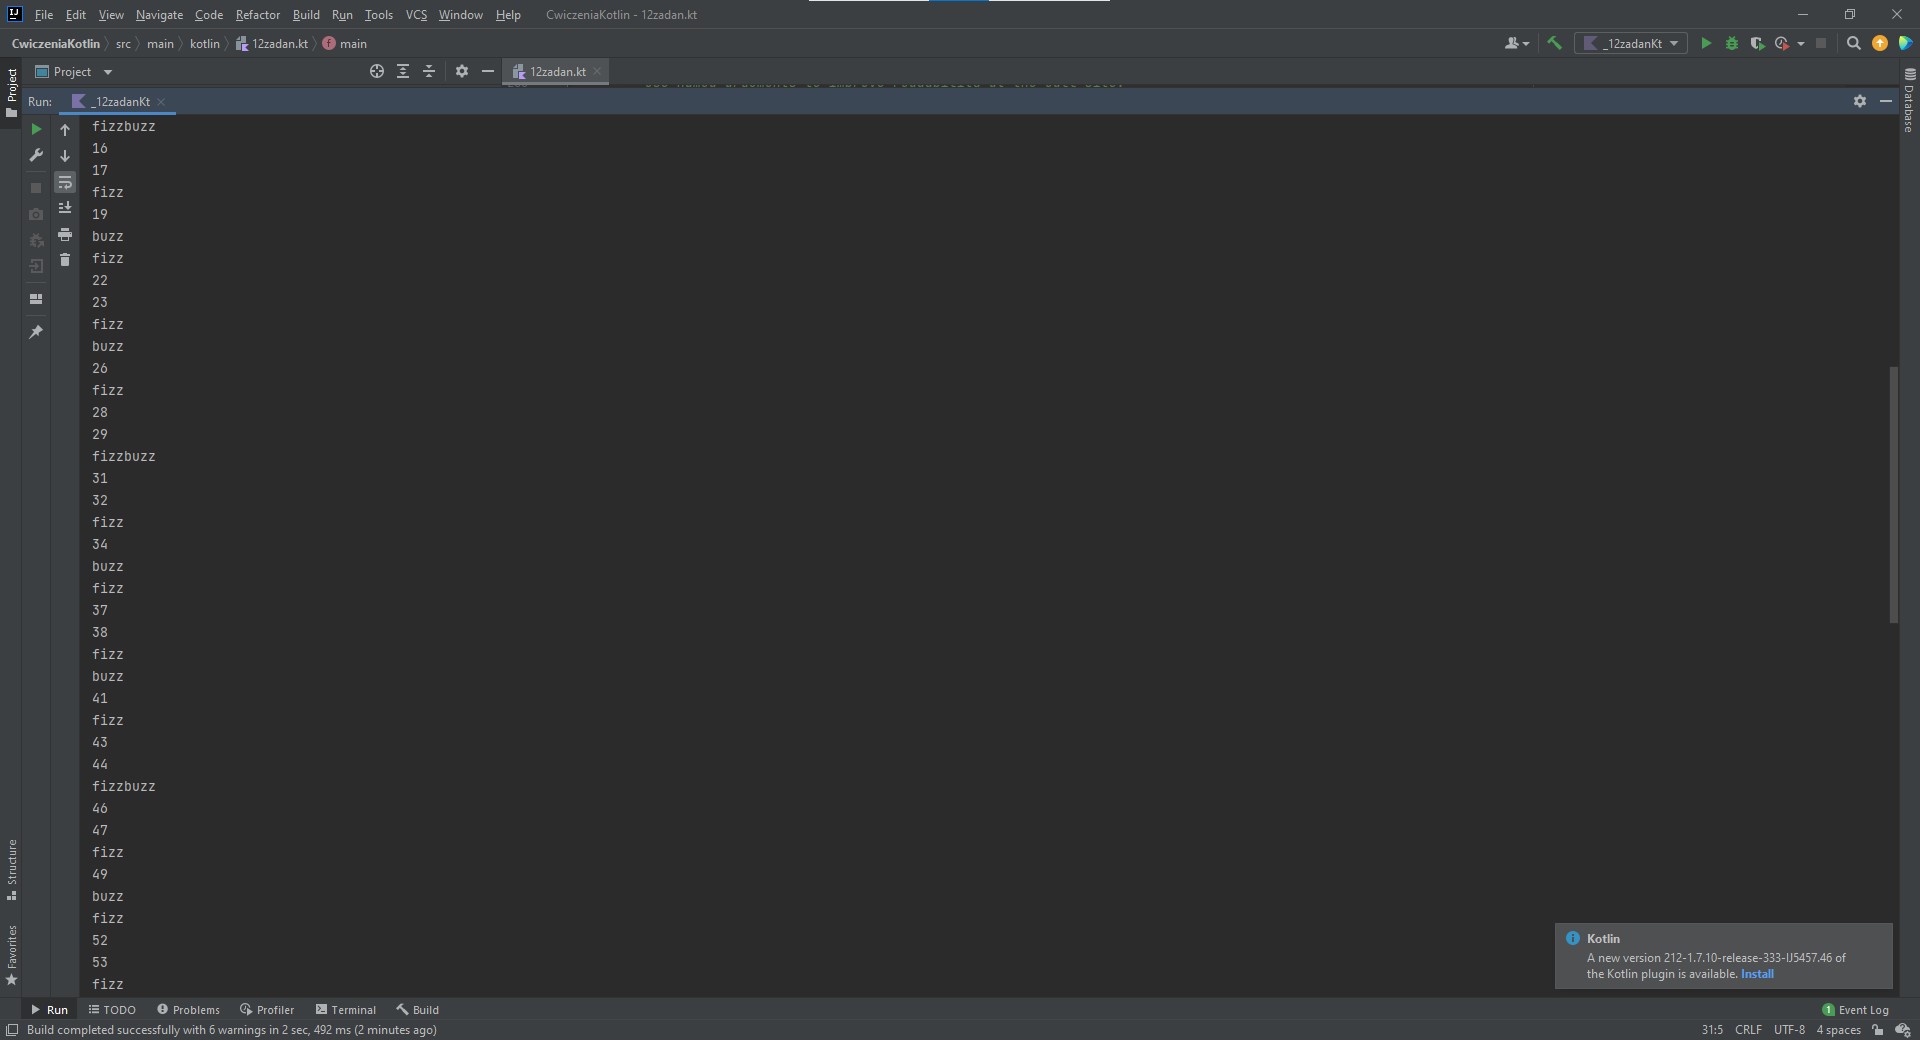 File Edit View Navigate Code Refactor Build Run Tools VCS Window Help CwiczeniaKotlin - 12zadan.kt
CwiczeniaKotlin src main kotlin 12zadan.kt main _12zadanKt
Project Project 12zadan.kt
Run: _12zadanKt
Database
fizzbuzz
16
17
fizz
19
buzz
fizz
22
23
fizz
buzz
26
fizz
28
29
fizzbuzz
31
32
fizz
34
buzz
fizz
37
38
fizz
buzz
41
fizz
43
44
fizzbuzz
46
47
fizz
49
buzz
fizz
52
53
fizz
Structure
Favorites
Kotlin
A new version 212-1.7.10-release-333-IJ5457.46 of
the Kotlin plugin is available. Install
Run TODO Problems Profiler Terminal Build 1 Event Log
Build completed successfully with 6 warnings in 2 sec, 492 ms (2 minutes ago) 31:5 CRLF UTF-8 4 spaces